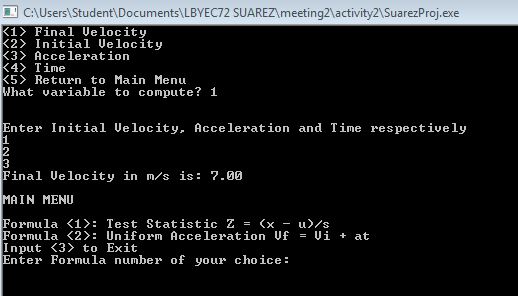 C:\Users\Student\Documents\LBYEC72 SUAREZ\meeting2\activity2\SuarezProj.exe
<1> Final Velocity
<2> Initial Velocity
<3> Acceleration
<4> Time
<5> Return to Main Menu
What variable to compute? 1
Enter Initial Velocity, Acceleration and Time respectively
1
2
3
Final Velocity in m/s is: 7.00
MAIN MENU
Formula <1>: Test Statistic Z = (x - u)/s
Formula <2>: Uniform Acceleration Vf = Vi + at
Input <3> to Exit
Enter Formula number of your choice: